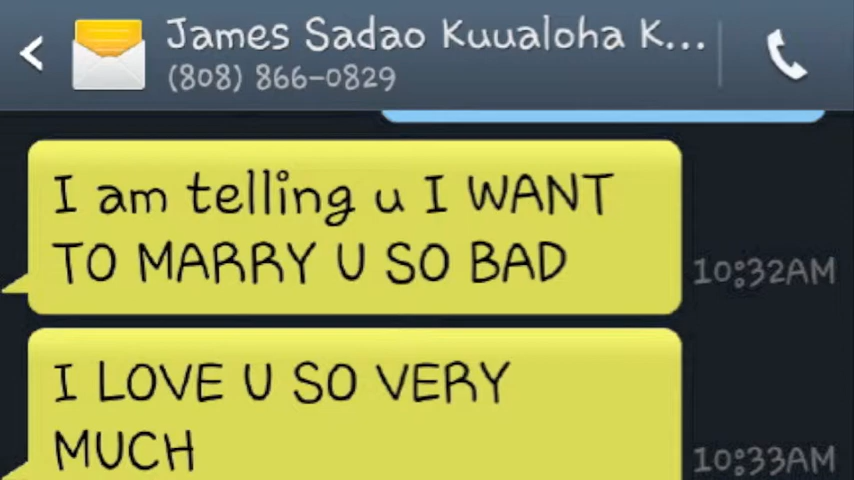 James Sadao Kuualoha K...
(808) 866-0829
I am telling u I WANT
TO MARRY U SO BAD
10:32AM
I LOVE U SO VERY
MUCH
10:33AM